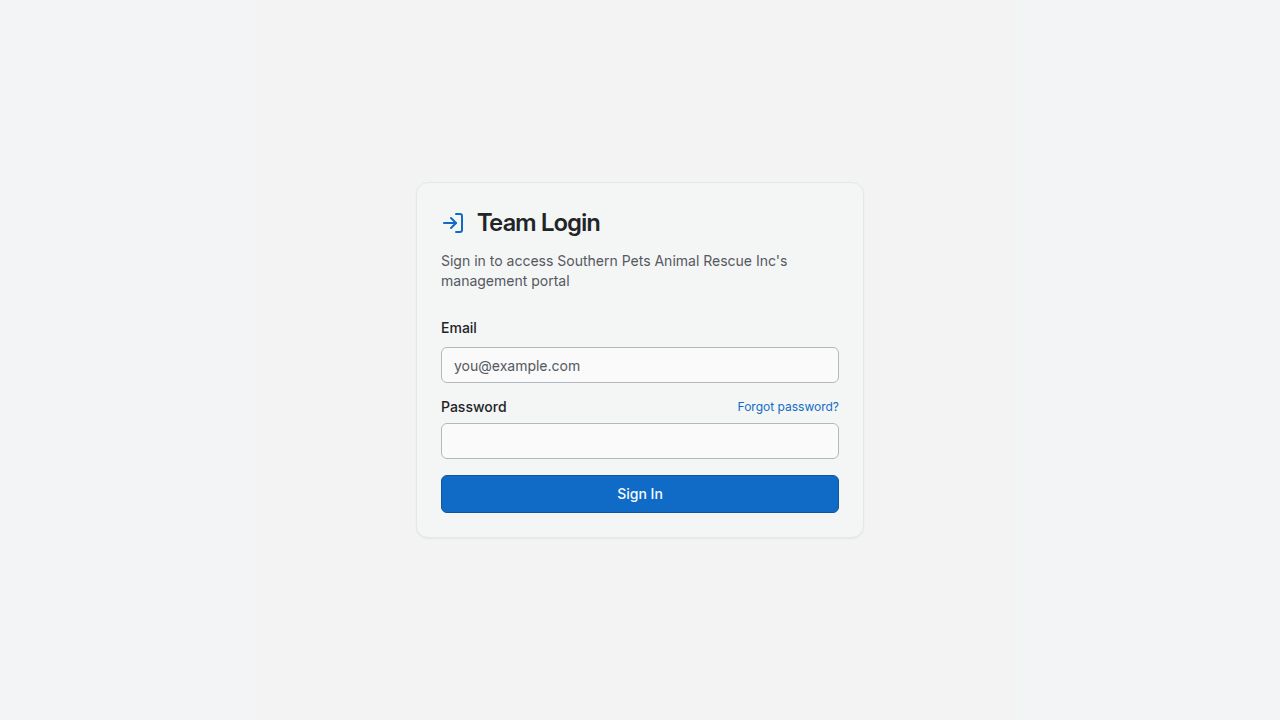 Team Login
Sign in to access Southern Pets Animal Rescue Inc's
management portal
Email
you@example.com
Password
Forgot password?
Sign In